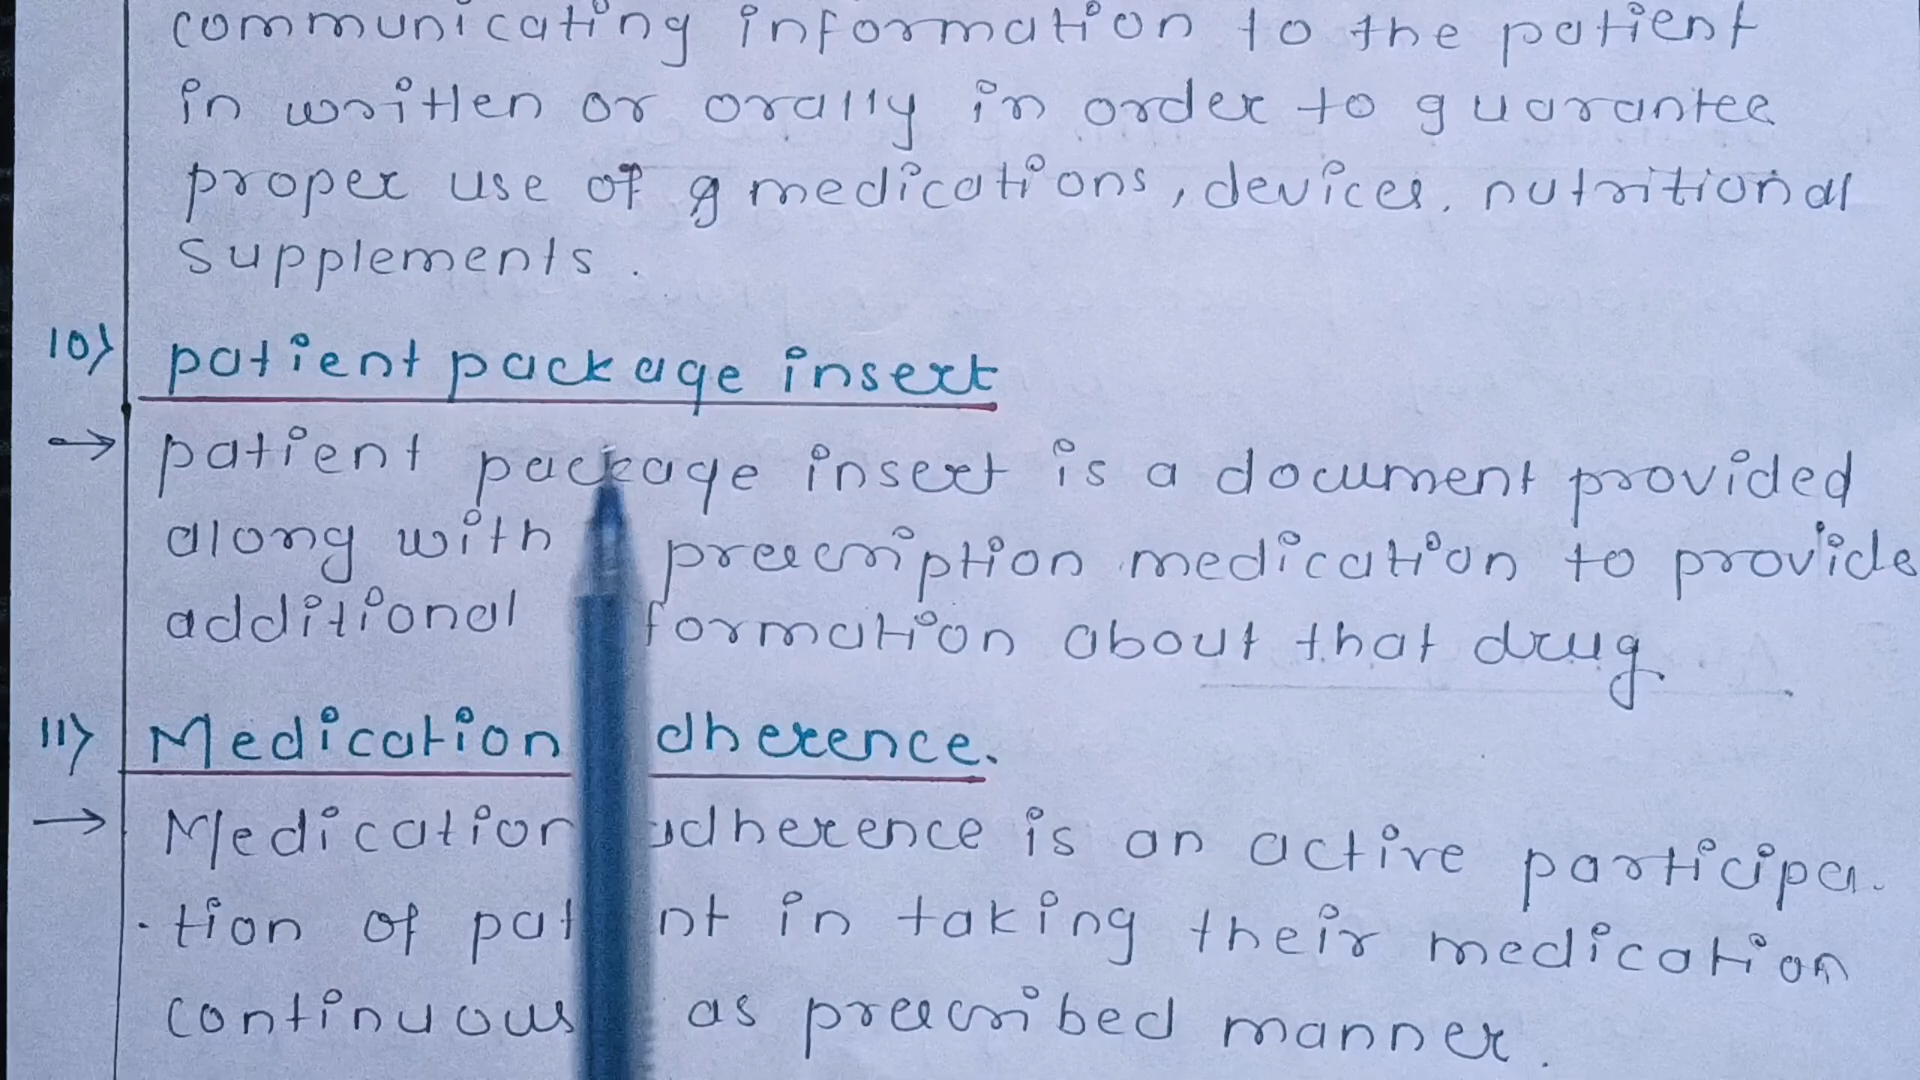 communicating information to the patient
in written or orally in order to guarantee
proper use of medications, devices, nutritional
supplements.
10) patient package insert
→ patient package insert is a document provided
along with prescription medication to provide
additional formation about that drug
11) Medication dherence.
→ Medication adherence is an active participa-
-tion of pat nt in taking their medication
continuous as prescribed manner.